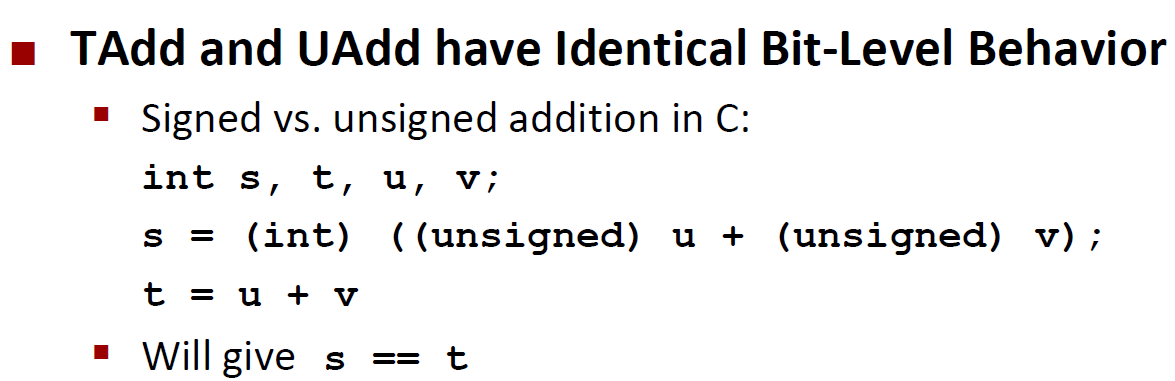 TAdd and UAdd have Identical Bit-Level Behavior
Signed vs. unsigned addition in C:
int s, t, u, v;
s = (int) ((unsigned) u + (unsigned) v);
t = u + v
Will give s == t